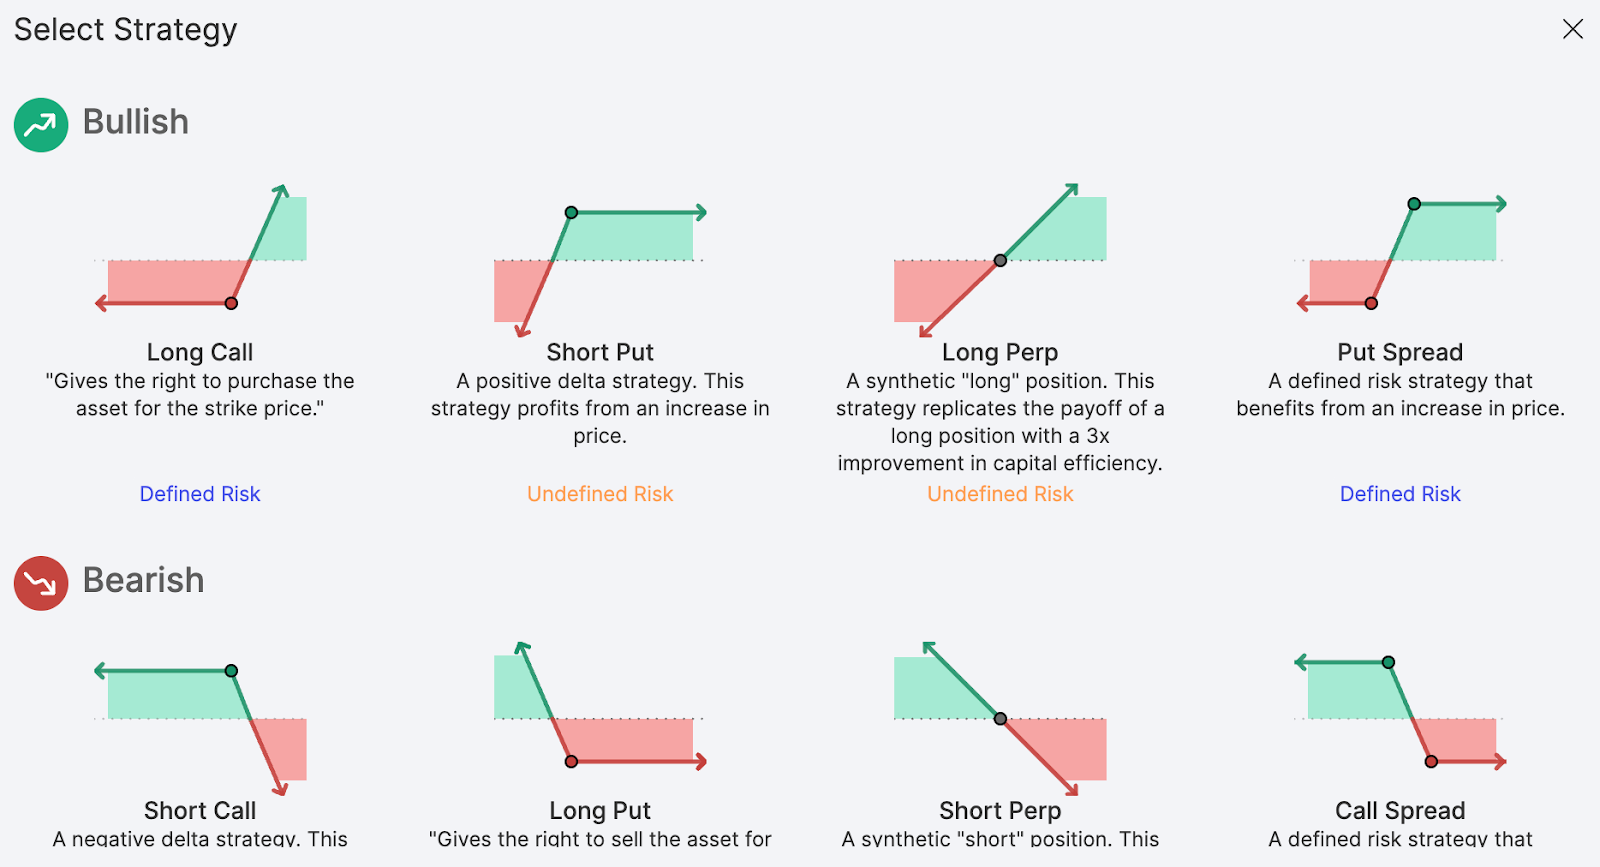 Select Strategy
Bullish
Long Call
"Gives the right to purchase the
asset for the strike price."
Defined Risk
Short Put
A positive delta strategy. This
strategy profits from an increase in
price.
Undefined Risk
Long Perp
A synthetic "long" position. This
strategy replicates the payoff of a
long position with a 3x
improvement in capital efficiency.
Undefined Risk
Put Spread
A defined risk strategy that
benefits from an increase in price.
Defined Risk
Bearish
Short Call
A negative delta strategy. This
Long Put
"Gives the right to sell the asset for
Short Perp
A synthetic "short" position. This
Call Spread
A defined risk strategy that